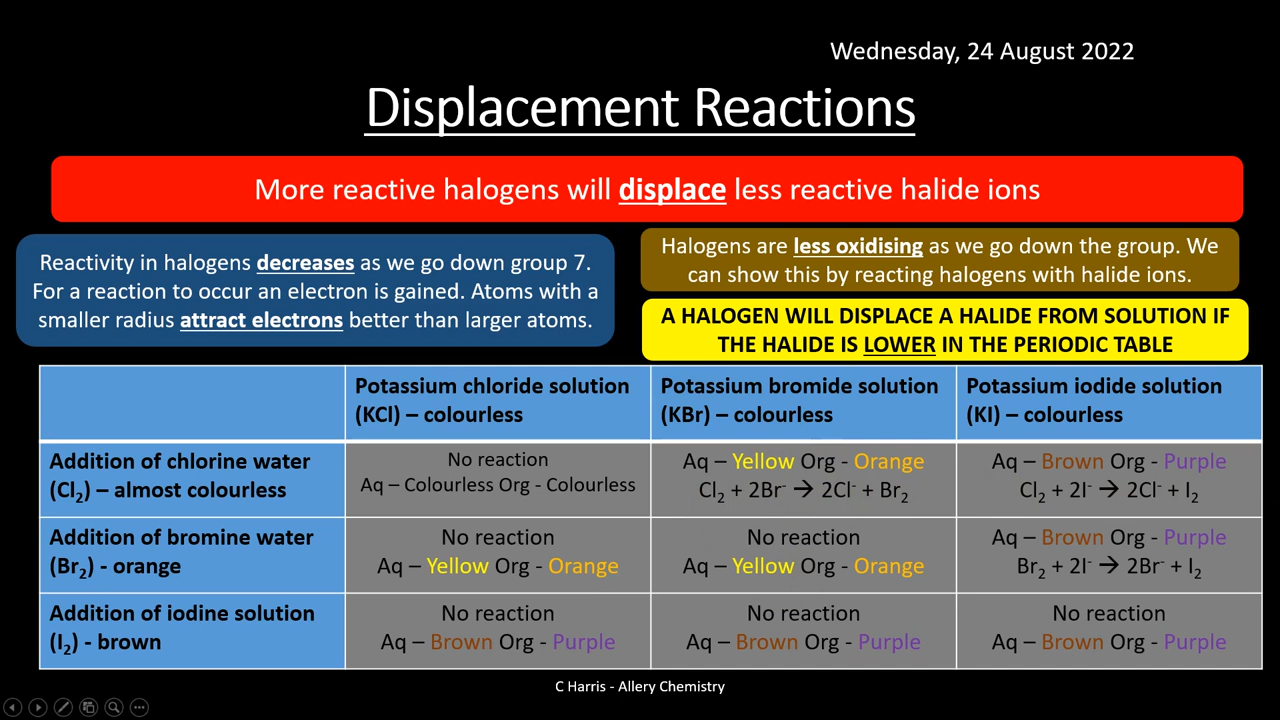 Wednesday, 24 August 2022
Displacement Reactions
More reactive halogens will displace less reactive halide ions
Reactivity in halogens decreases as we go down group 7.
For a reaction to occur an electron is gained. Atoms with a
smaller radius attract electrons better than larger atoms.
Halogens are less oxidising as we go down the group. We
can show this by reacting halogens with halide ions.
A HALOGEN WILL DISPLACE A HALIDE FROM SOLUTION IF
THE HALIDE IS LOWER IN THE PERIODIC TABLE
Potassium chloride solution
(KCl) – colourless
Potassium bromide solution
(KBr) – colourless
Potassium iodide solution
(KI) – colourless
Addition of chlorine water
(Cl₂) – almost colourless
No reaction
Aq – Colourless Org - Colourless
Aq – Yellow Org - Orange
Cl₂ + 2Br⁻ → 2Cl⁻ + Br₂
Aq – Brown Org - Purple
Cl₂ + 2I⁻ → 2Cl⁻ + I₂
Addition of bromine water
(Br₂) - orange
No reaction
Aq – Yellow Org - Orange
No reaction
Aq – Yellow Org - Orange
Aq – Brown Org - Purple
Br₂ + 2I⁻ → 2Br⁻ + I₂
Addition of iodine solution
(I₂) - brown
No reaction
Aq – Brown Org - Purple
No reaction
Aq – Brown Org - Purple
No reaction
Aq – Brown Org - Purple
C Harris - Allery Chemistry